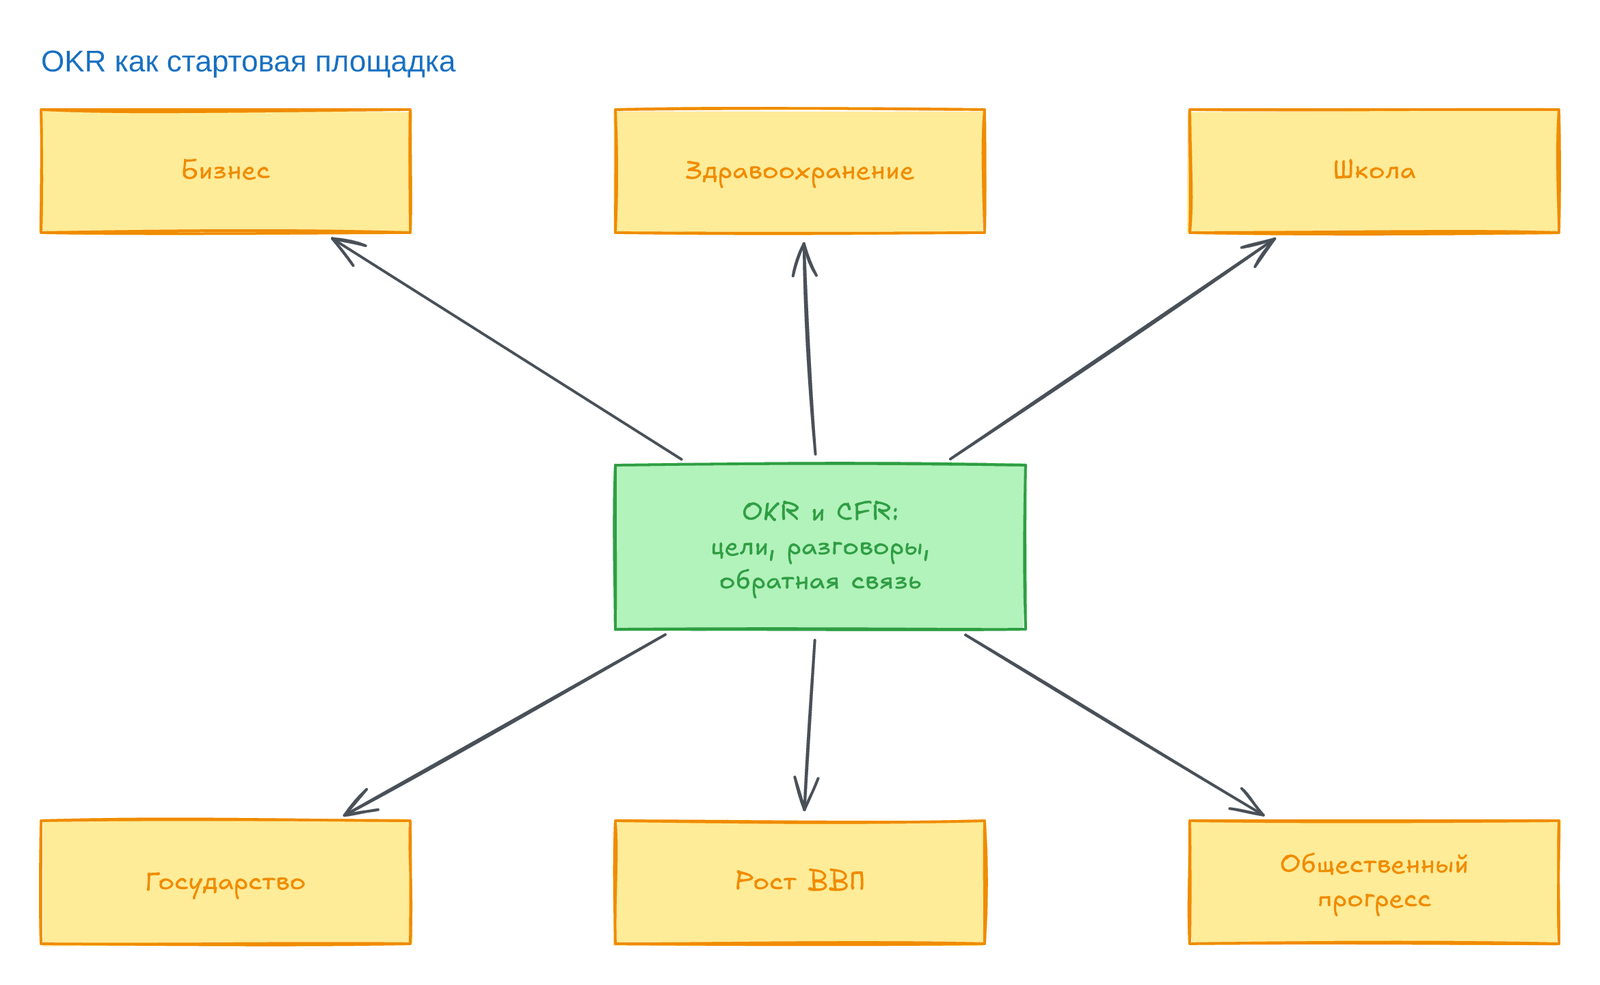 OKR как стартовая площадка
Бизнес
Здравоохранение
Школа
OKR и CFR:
цели, разговоры,
обратная связь
Государство
Рост ВВП
Общественный
прогресс